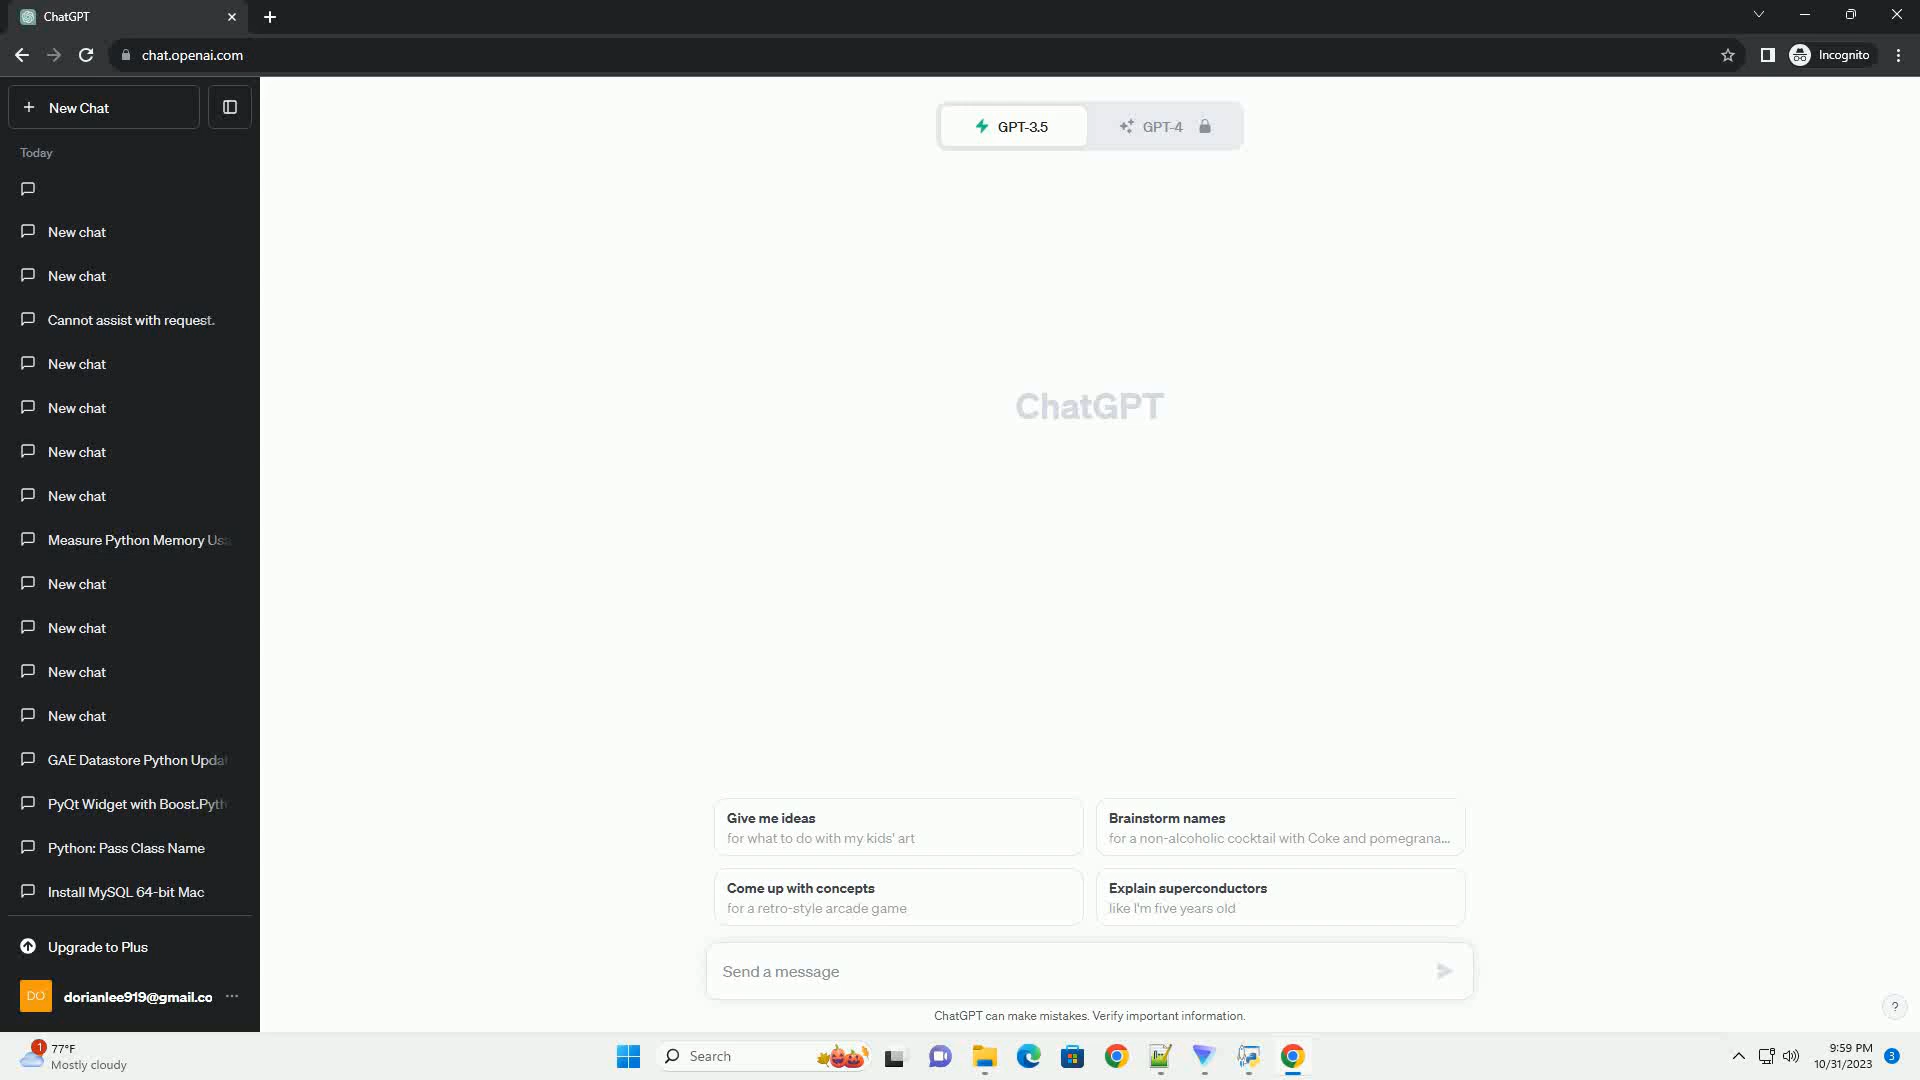 ChatGPT
chat.openai.com
Incognito
New Chat
Today
New chat
New chat
Cannot assist with request.
New chat
New chat
New chat
New chat
Measure Python Memory Usa
New chat
New chat
New chat
New chat
GAE Datastore Python Updat
PyQt Widget with Boost.Pyth
Python: Pass Class Name
Install MySQL 64-bit Mac
Upgrade to Plus
DO dorianlee919@gmail.co
GPT-3.5 GPT-4
ChatGPT
Give me ideas
for what to do with my kids' art
Brainstorm names
for a non-alcoholic cocktail with Coke and pomegrana...
Come up with concepts
for a retro-style arcade game
Explain superconductors
like I'm five years old
Send a message
ChatGPT can make mistakes. Verify important information.
?
1
77°F
Mostly cloudy
Search
9:59 PM
10/31/2023
3